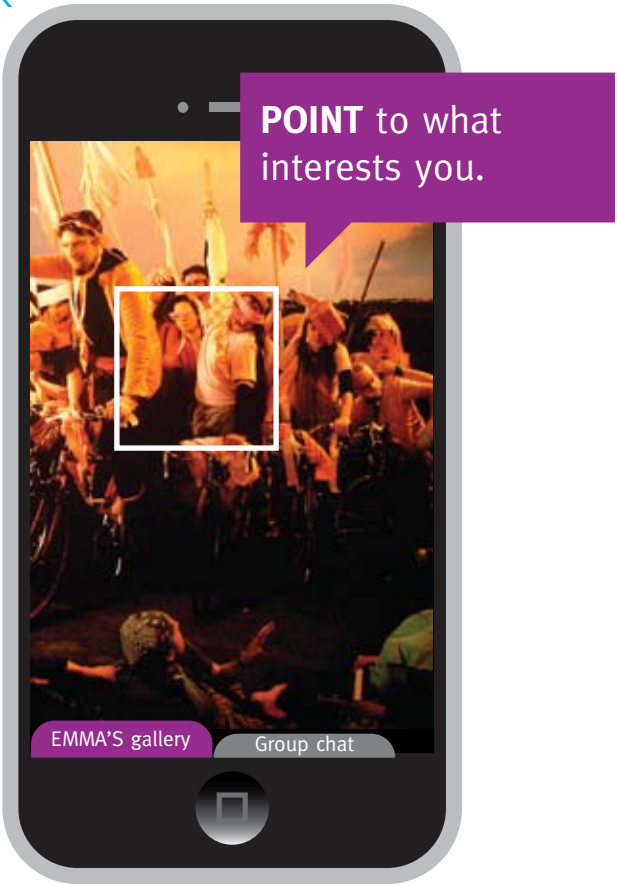 POINT to what
interests you.
EMMA'S gallery
Group chat